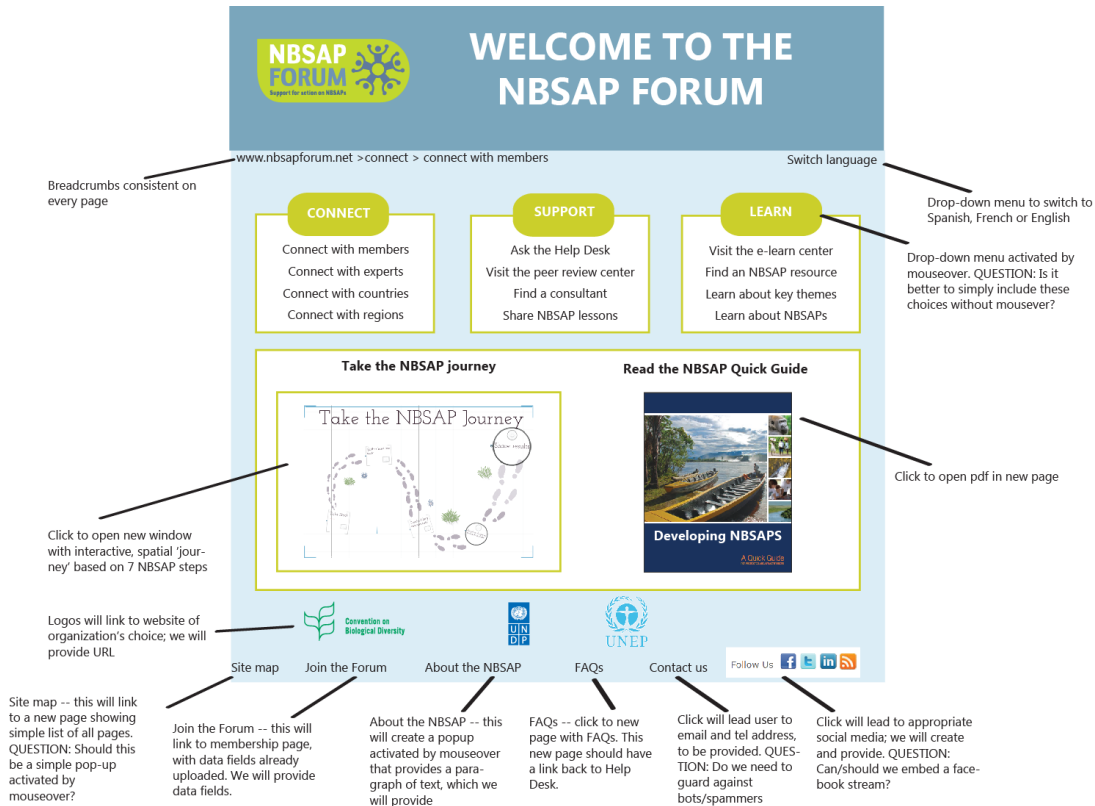 NBSAP
FORUM
Support for action on NBSAPs
WELCOME TO THE
NBSAP FORUM
www.nbsapforum.net >connect > connect with members
Switch language
Breadcrumbs consistent on
every page
Drop-down menu to switch to
Spanish, French or English
CONNECT
Connect with members
Connect with experts
Connect with countries
Connect with regions
SUPPORT
Ask the Help Desk
Visit the peer review center
Find a consultant
Share NBSAP lessons
LEARN
Visit the e-learn center
Find an NBSAP resource
Learn about key themes
Learn about NBSAPs
Drop-down menu activated by
mouseover. QUESTION: Is it
better to simply include these
choices without mousever?
Take the NBSAP journey
Take the NBSAP Journey
Read the NBSAP Quick Guide
Developing NBSAPS
A Quick Guide
Click to open pdf in new page
Click to open new window
with interactive, spatial ‘jour-
ney’ based on 7 NBSAP steps
Logos will link to website of
organization’s choice; we will
provide URL
Convention on
Biological Diversity
U N
D P
UNEP
Site map
Join the Forum
About the NBSAP
FAQs
Contact us
Follow Us
Site map -- this will link
to a new page showing
simple list of all pages.
QUESTION: Should this
be a simple pop-up
activated by
mouseover?
Join the Forum -- this will
link to membership page,
with data fields already
uploaded. We will provide
data fields.
About the NBSAP -- this
will create a popup
activated by mouseover
that provides a para-
graph of text, which we
will provide
FAQs -- click to new
page with FAQs. This
new page should have
a link back to Help
Desk.
Click will lead user to
email and tel address,
to be provided. QUES-
TION: Do we need to
guard against
bots/spammers
Click will lead to appropriate
social media; we will create
and provide. QUESTION:
Can/should we embed a face-
book stream?